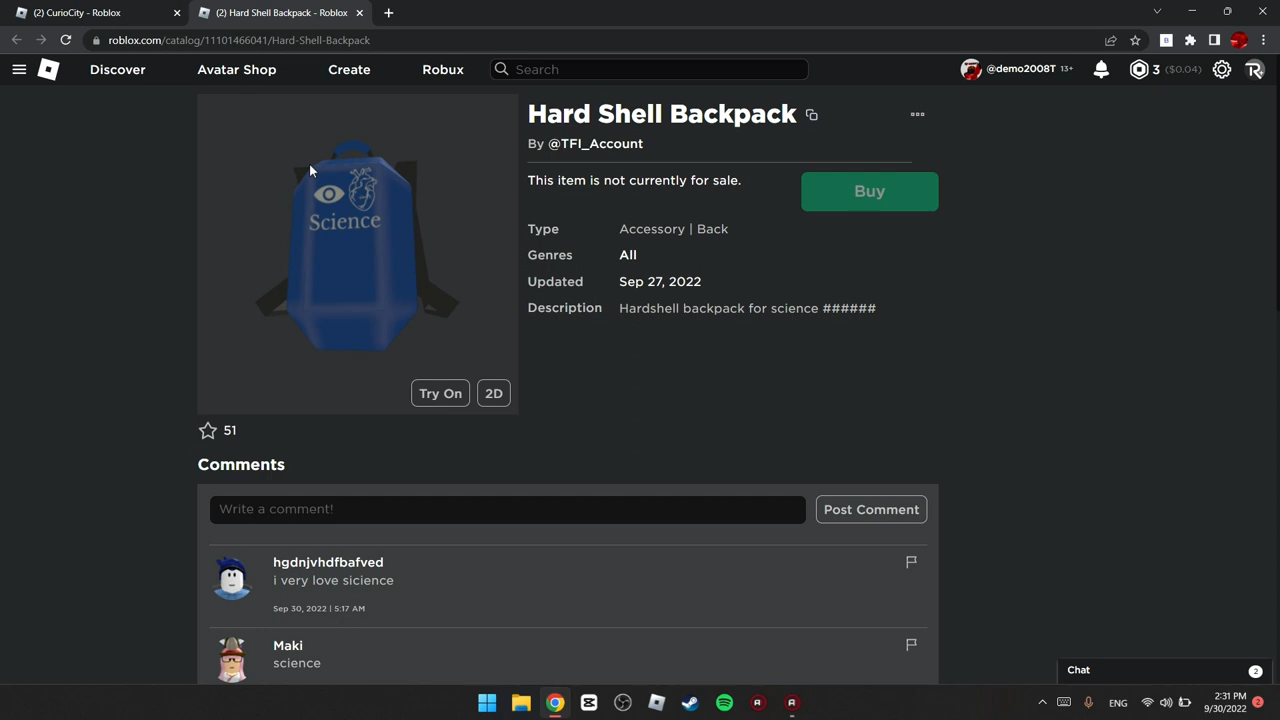 (2) CurioCity - Roblox
(2) Hard Shell Backpack - Roblox
roblox.com/catalog/11101466041/Hard-Shell-Backpack
Discover
Avatar Shop
Create
Robux
Search
@demo2008T 13+
3 ($0.04)
Hard Shell Backpack
By @TFI_Account
This item is not currently for sale.
Buy
Type
Accessory | Back
Genres
All
Updated
Sep 27, 2022
Description
Hardshell backpack for science ######
Science
Try On
2D
51
Comments
Write a comment!
Post Comment
hgdnjvhdfbafved
i very love sicience
Sep 30, 2022 | 5:17 AM
Maki
science
Chat
2
ENG
2:31 PM
9/30/2022
2